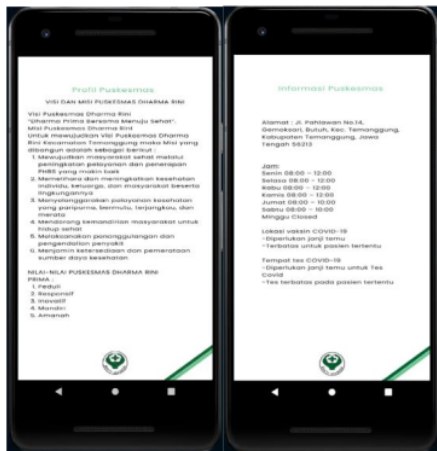 Profil Puskesmas
VISI DAN MISI PUSKESMAS DHARMA RINI
Visi Puskesmas Dharma Rini
"Dharma Prima Bersama Menuju Sehat".
Misi Puskesmas Dharma Rini
Untuk mewujudkan Visi Puskesmas Dharma
Rini Kecamatan Temanggung maka Misi yang
dibangun adalah sebagai berikut :
1. Mewujudkan masyarakat sehat melalui
peningkatan pelayanan dan penerapan
PHBS yang makin baik
2. Memelihara dan meningkatkan kesehatan
individu, keluarga, dan masyarakat beserta
lingkungannya
3. Menyelenggarakan pelayanan kesehatan
yang paripurna, bermutu, terjangkau, dan
merata
4. Mendorong kemandirian masyarakat untuk
hidup sehat
5. Melaksanakan penanggulangan dan
pengendalian penyakit
6. Menjamin ketersediaan dan pemerataan
sumber daya kesehatan
NILAI-NILAI PUSKESMAS DHARMA RINI
PRIMA :
1. Peduli
2. Responsif
3. Inovatif
4. Mandiri
5. Amanah
Informasi Puskesmas
Alamat : Jl. Pahlawan No.14,
Gemoksari, Butuh, Kec. Temanggung,
Kabupaten Temanggung, Jawa
Tengah 56213
Jam:
Senin 08:00 - 12:00
Selasa 08:00 - 12:00
Rabu 08:00 - 12:00
Kamis 08:00 - 12:00
Jumat 08:00 - 10:00
Sabtu 08:00 - 10:00
Minggu Closed
Lokasi vaksin COVID-19
-Diperlukan janji temu
-Terbatas untuk pasien tertentu
Tempat tes COVID-19
-Diperlukan janji temu untuk Tes
Covid
-Tes terbatas pada pasien tertentu